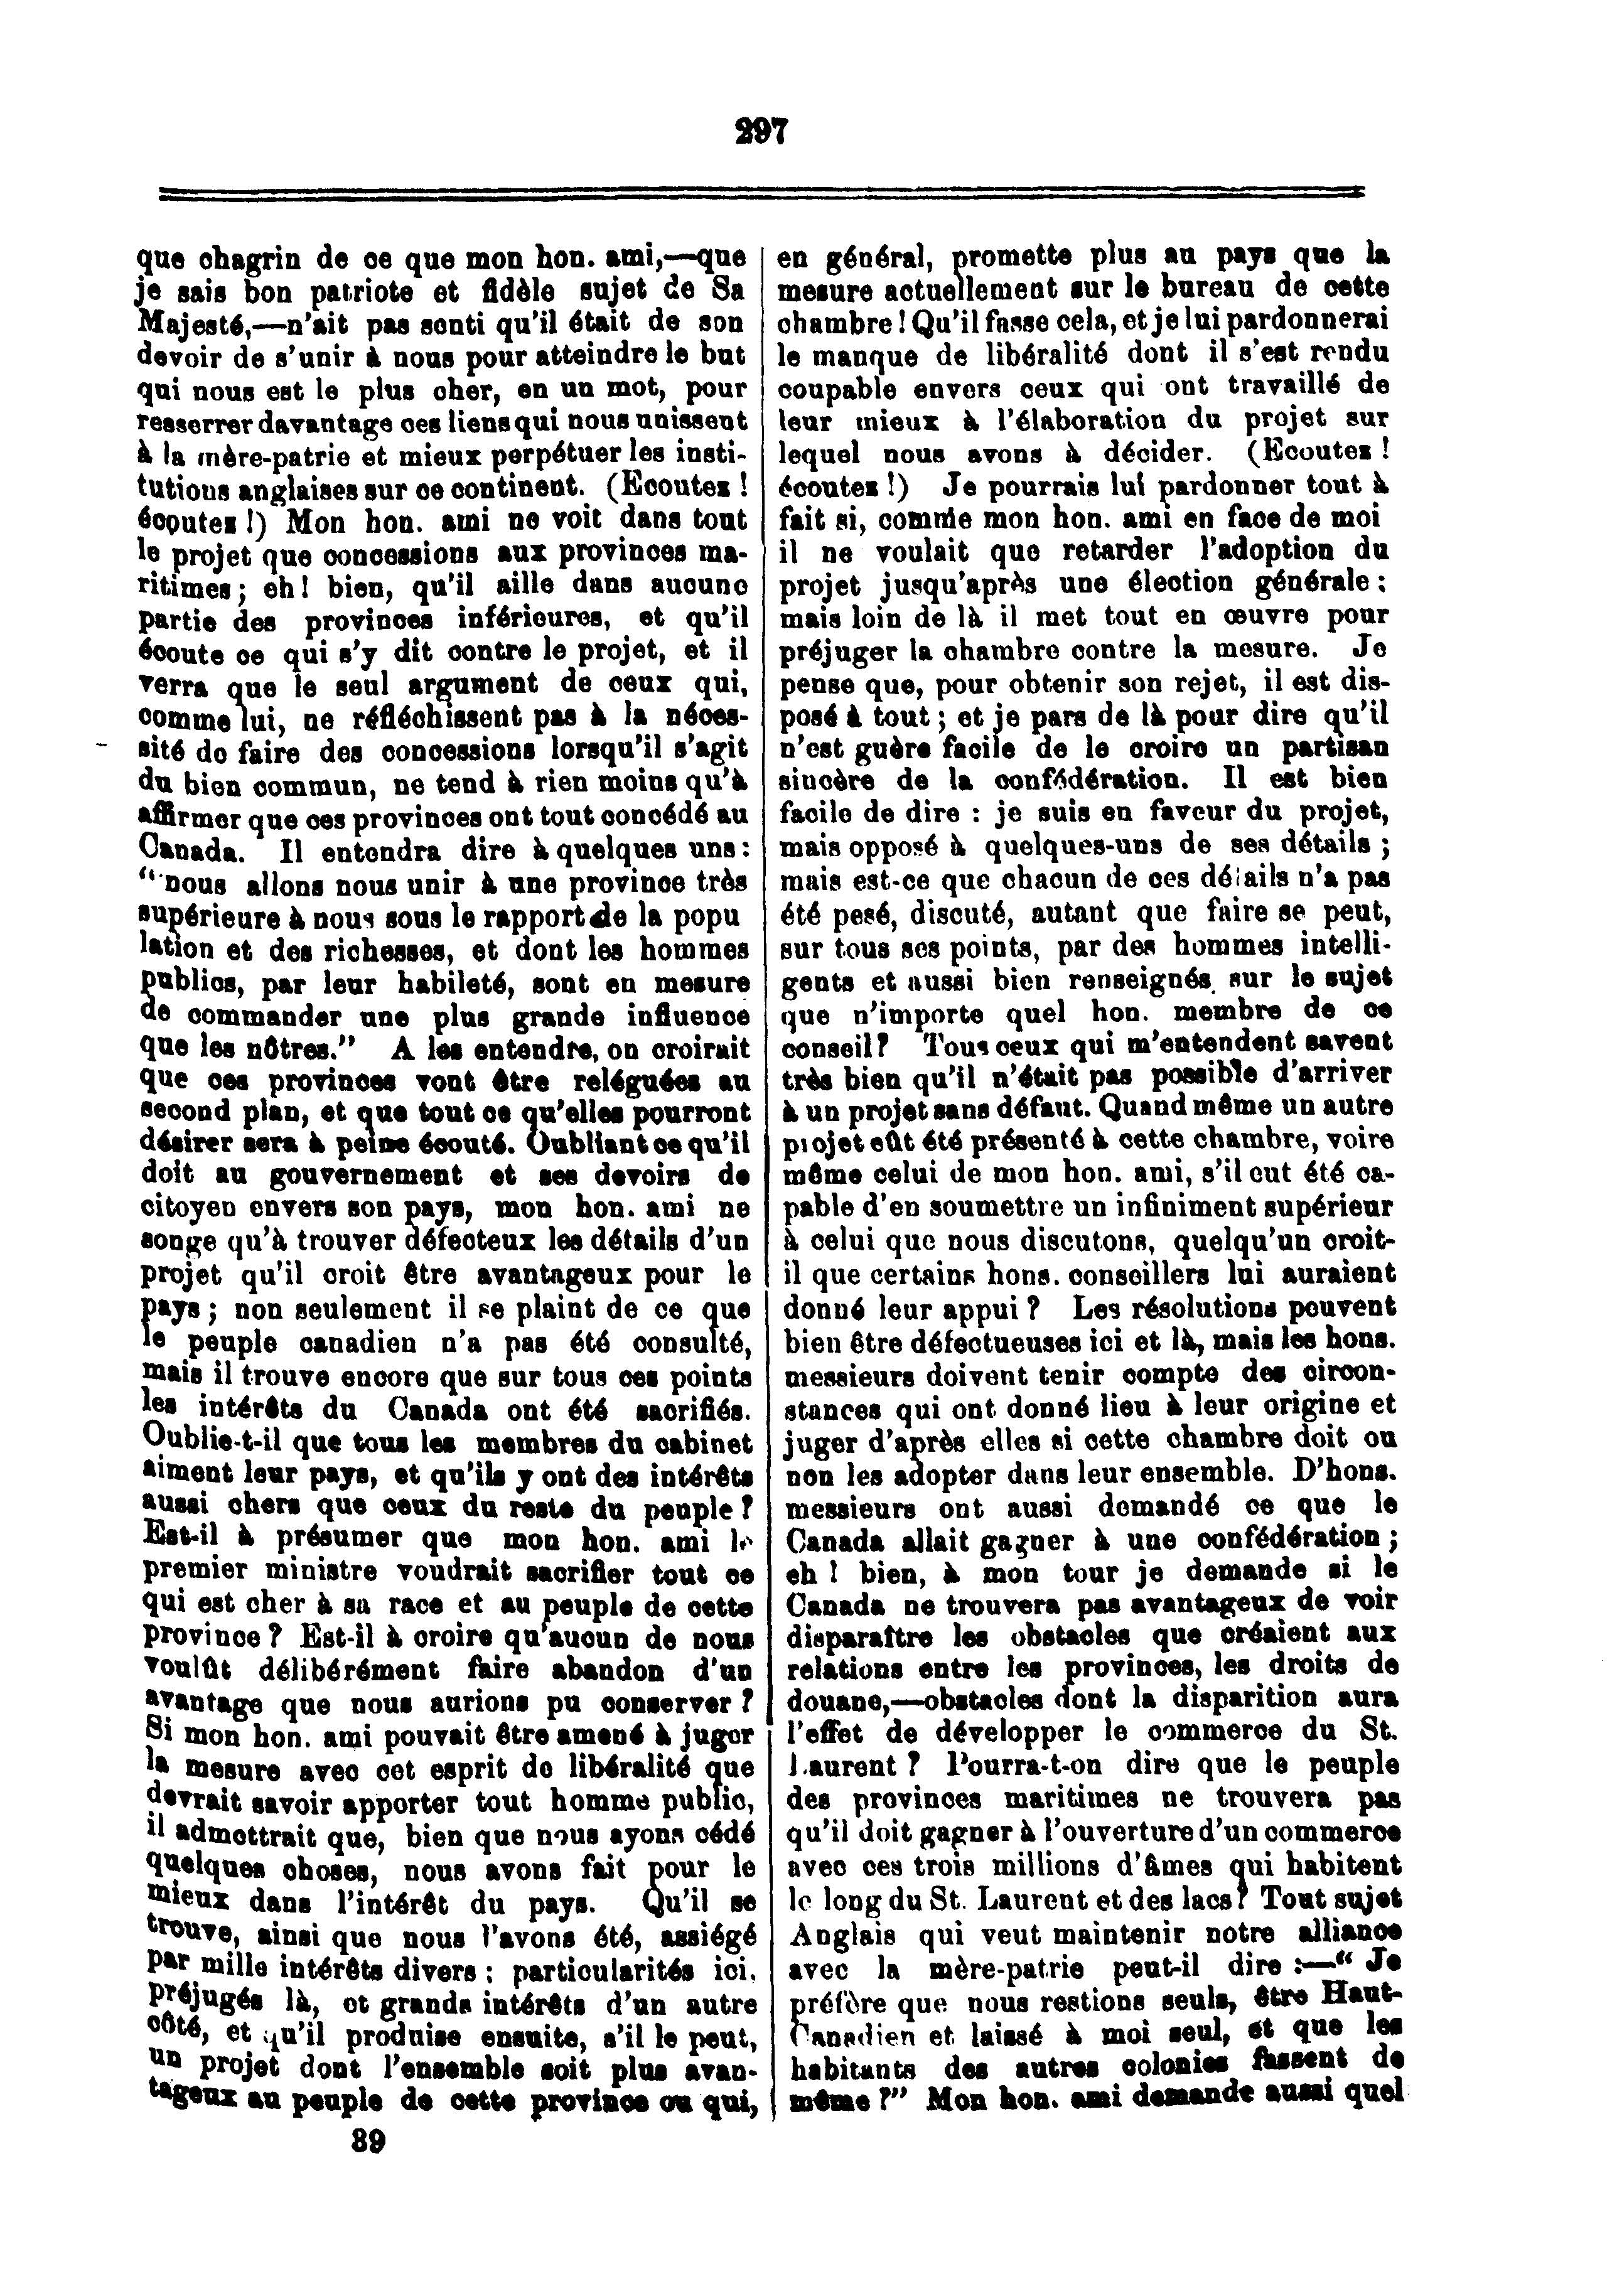 297
que chagrin de ce que mon hon. ami,—que
je sais bon patriote et fidèle sujet de Sa
Majesté,—n'ait pas senti qu'il était de son
devoir de s'unir à nous pour atteindre le but
qui nous est le plus cher, en un mot, pour
resserrer davantage ces liens qui nous unissent
à la mère-patrie et mieux perpétuer les insti-
tutions anglaises sur ce continent. (Ecoutez !
écoutez !) Mon hon. ami ne voit dans tout
le projet que concessions aux provinces ma-
ritimes ; eh ! bien, qu'il aille dans aucune
partie des provinces inférieures, et qu'il
écoute ce qui s'y dit contre le projet, et il
verra que le seul argument de ceux qui,
comme lui, ne réfléchissent pas à la néces-
sité de faire des concessions lorsqu'il s'agit
du bien commun, ne tend à rien moins qu'à
affirmer que ces provinces ont tout concédé au
Canada. Il entendra dire à quelques uns :
“ nous allons nous unir à une province très
supérieure à nous sous le rapport de la popu
lation et des richesses, et dont les hommes
publics, par leur habileté, sont en mesure
de commander une plus grande influence
que les nôtres.” A les entendre, on croirait
que ces provinces vont être reléguées au
second plan, et que tout ce qu'elles pourront
désirer sera à peine écouté. Oubliant ce qu'il
doit au gouvernement et ses devoirs de
citoyen envers son pays, mon hon. ami ne
songe qu'à trouver défecteux les détails d'un
projet qu'il croit être avantageux pour le
pays ; non seulement il se plaint de ce que
le peuple canadien n'a pas été consulté,
mais il trouve encore que sur tous ces points
les intérêts du Canada ont été sacrifiés.
Oublie-t-il que tous les membres du cabinet
aiment leur pays, et qu'ils y ont des intérêts
aussi chers que ceux du reste du peuple ?
Est-il à présumer que mon hon. ami le
premier ministre voudrait sacrifier tout ce
qui est cher à sa race et au peuple de cette
province ? Est-il à croire qu'aucun de nous
voulût délibérément faire abandon d'un
avantage que nous aurions pu conserver ?
Si mon hon. ami pouvait être amené à juger
la mesure avec cet esprit de libéralité que
devrait savoir apporter tout homme public,
il admettrait que, bien que nous ayons cédé
quelques choses, nous avons fait pour le
mieux dans l'intérêt du pays. Qu'il se
trouve, ainsi que nous l'avons été, assiégé
par mille intérêts divers : particularités ici,
préjugés là, et grands intérêts d'un autre
côté, et qu'il produise ensuite, s'il le peut,
un projet dont l'ensemble soit plus avan-
tageux au peuple de cette province ou qui,
39
en général, promette plus au pays que la
mesure actuellement sur le bureau de cette
chambre ! Qu'il fasse cela, et je lui pardonnerai
le manque de libéralité dont il s'est rendu
coupable envers ceux qui ont travaillé de
leur mieux à l'élaboration du projet sur
lequel nous avons à décider. (Ecoutez !
écoutez !) Je pourrais lui pardonner tout à
fait si, comme mon hon. ami en face de moi
il ne voulait que retarder l'adoption du
projet jusqu'après une élection générale :
mais loin de là il met tout en œuvre pour
préjuger la chambre contre la mesure. Je
pense que, pour obtenir son rejet, il est dis-
posé à tout ; et je pars de là pour dire qu'il
n'est guère facile de le croire un partisan
sincère de la confédération. Il est bien
facile de dire : je suis en faveur du projet,
mais opposé à quelques-uns de ses détails ;
mais est-ce que chacun de ces détails n'a pas
été pesé, discuté, autant que faire se peut,
sur tous ses points, par des hommes intelli-
gents et aussi bien renseignés sur le sujet
que n'importe quel hon. membre de ce
conseil ? Tous ceux qui m'entendent savent
très bien qu'il n'était pas possible d'arriver
à un projet sans défaut. Quand même un autre
projet eût été présenté à cette chambre, voire
même celui de mon hon. ami, s'il eut été ca-
pable d'en soumettre un infiniment supérieur
à celui que nous discutons, quelqu'un croit-
il que certains hons. conseillers lui auraient
donné leur appui ? Les résolutions peuvent
bien être défectueuses ici et là, mais les hons.
messieurs doivent tenir compte des circon-
stances qui ont donné lieu à leur origine et
juger d'après elles si cette chambre doit ou
non les adopter dans leur ensemble. D'hons.
messieurs ont aussi demandé ce que le
Canada allait gagner à une confédération ;
eh ! bien, à mon tour je demande si le
Canada ne trouvera pas avantageux de voir
disparaître les obstacles que créaient aux
relations entre les provinces, les droits de
douane,—obstacles dont la disparition aura
l'effet de développer le commerce du St.
Laurent ? Pourra-t-on dire que le peuple
des provinces maritimes ne trouvera pas
qu'il doit gagner à l'ouverture d'un commerce
avec ces trois millions d'âmes qui habitent
le long du St. Laurent et des lacs ? Tout sujet
Anglais qui veut maintenir notre alliance
avec la mère-patrie peut-il dire :—“ Je
préfère que nous restions seuls, être Haut-
Canadien et laissé à moi seul, et que les
habitants des autres colonies fassent de
même ?” Mon hon. ami demande aussi quel